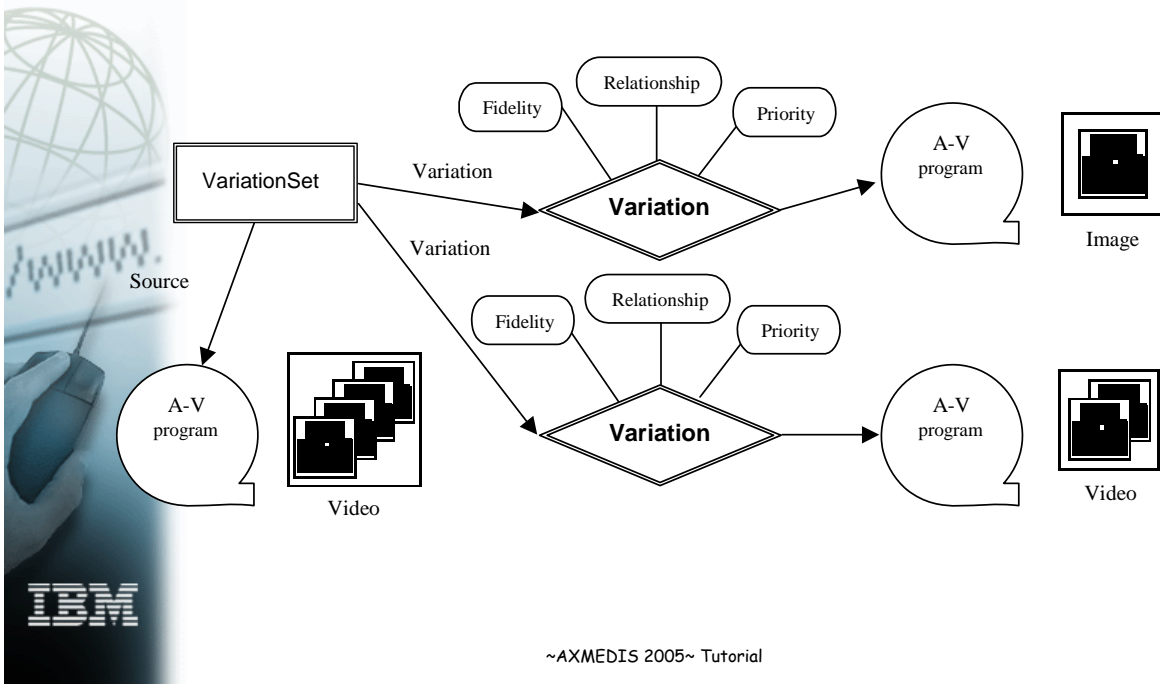 Relationship
Fidelity
Priority
VariationSet
Variation
Variation
A-V
program
Image
Variation
Source
Relationship
Fidelity
Priority
A-V
program
Video
Variation
A-V
program
Video
IBM
~AXMEDIS 2005~ Tutorial